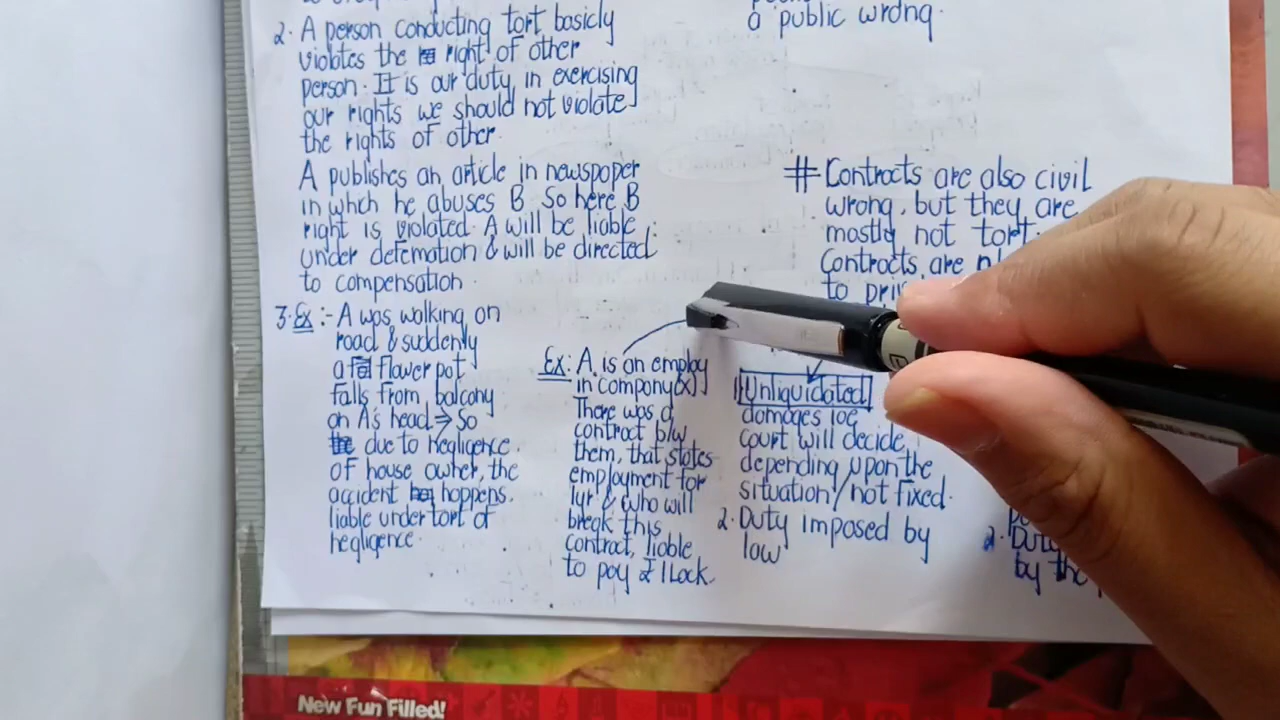 2. A person conducting tort basicly
violates the right of other
person. It is our duty in exercising
our rights we should not violate
the rights of other.
A publishes an article in newspaper
in whch he abuses B. So here B
right is violated. A will be liable
under defemation & will be directed
to compensation.
3. Ex :- A was walking on
road & suddenly
a flower pot
falls from balcony
on A's head → So
due to negligence
of house owner, the
accident happens.
liable under tort of
negligence.
Ex: A is an employ
in company(x)
There was a
contract b/w
them, that states
employment for
1yr & who will
break this
contract, liable
to pay ₹ 1 Lack.
a public wrong.
# Contracts are also civil
wrong, but they are
mostly not tort.
Contracts are
to
1 Unliquidated
damages
court will decide
depending upon the
situation/not fixed.
2. Duty imposed by
law
2. Duty
by the
New Fun Filled!